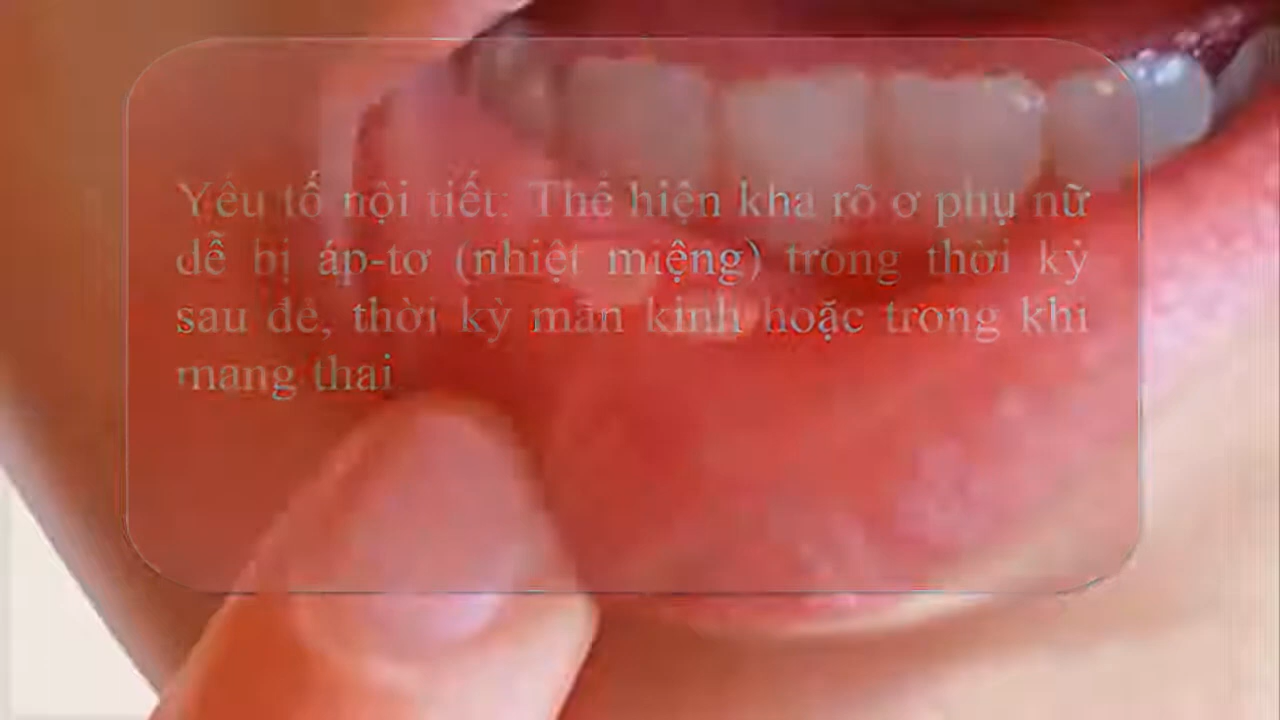 Yếu tố nội tiết: Thể hiện khá rõ ở phụ nữ
dễ bị áp-tơ (nhiệt miệng) trong thời kỳ
sau đẻ, thời kỳ mãn kinh hoặc trong khi
mang thai